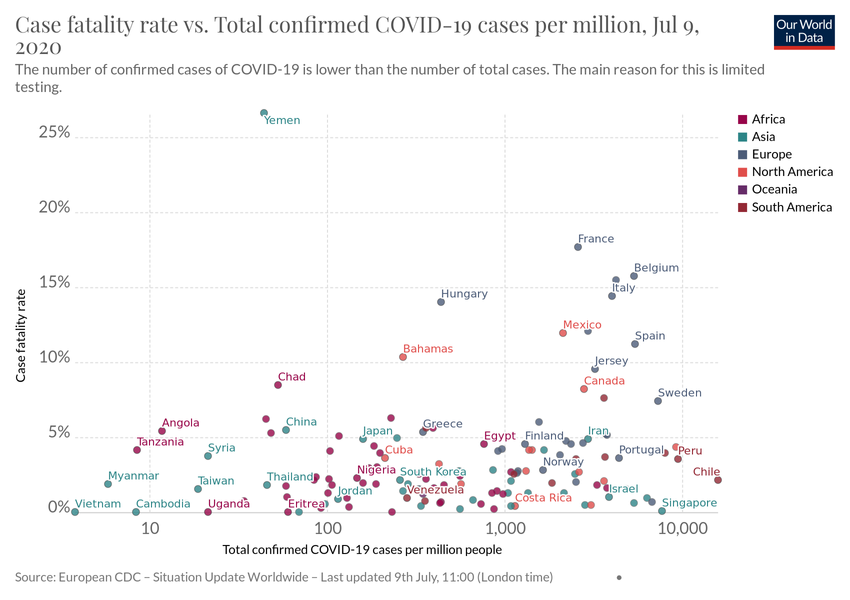 Case fatality rate vs. Total confirmed COVID-19 cases per million, Jul 9,
2020
Our World
in Data
The number of confirmed cases of COVID-19 is lower than the number of total cases. The main reason for this is limited
testing.
Africa
Asia
Europe
North America
Oceania
South America
Case fatality rate
25%
20%
15%
10%
5%
0%
Yemen
France
Belgium
Italy
Hungary
Mexico
Spain
Bahamas
Jersey
Chad
Canada
Sweden
Angola
China
Japan
Greece
Egypt
Finland
Iran
Tanzania
Syria
Cuba
Norway
Portugal
Peru
Myanmar
Taiwan
Thailand
Nigeria
South Korea
Chile
Jordan
Venezuela
Israel
Vietnam
Cambodia
Uganda
Eritrea
Costa Rica
Singapore
10
100
1,000
10,000
Total confirmed COVID-19 cases per million people
Source: European CDC – Situation Update Worldwide – Last updated 9th July, 11:00 (London time)